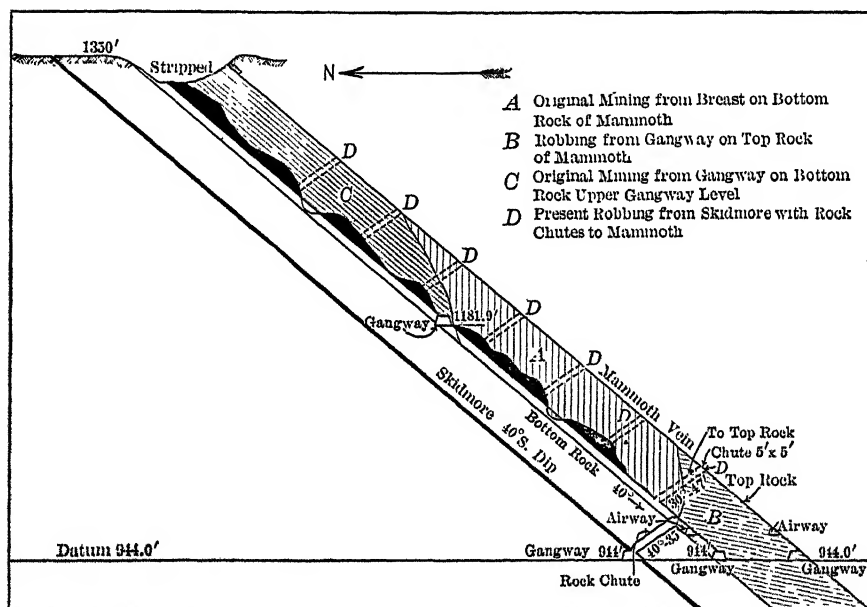 1330'
Stripped
N
A Original Mining from Breast on Bottom
Rock of Mammoth
B Robbing from Gangway on Top Rock
of Mammoth
C Original Mining from Gangway on Bottom
Rock Upper Gangway Level
D Present Robbing from Skidmore with Rock
Chutes to Mammoth
D
D
C
D
D
1181.9'
Gangway
A
D
Mammoth Vein
D
Skidmore
40°S. Dip
Bottom Rock
To Top Rock
Chute 5'x 5'
D
Top Rock
40°
Airway
B
Airway
Datum 944.0'
Gangway 944'
944.
944.0'
Rock Chute
Gangway
Gangway